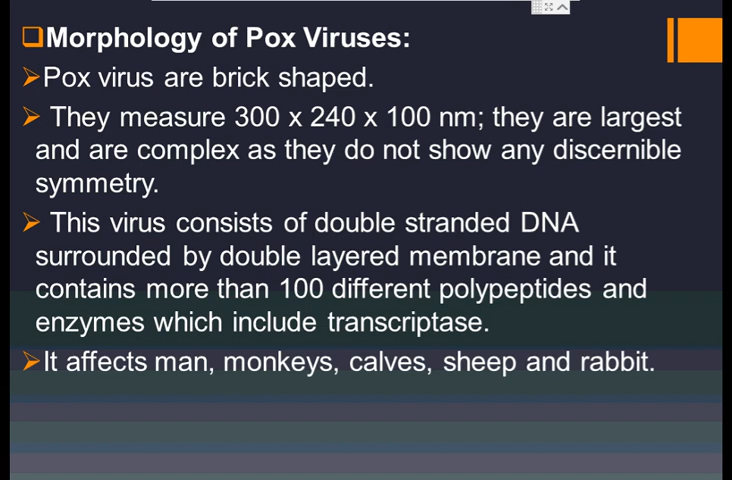 Morphology of Pox Viruses:
Pox virus are brick shaped.
They measure 300 x 240 x 100 nm; they are largest
and are complex as they do not show any discernible
symmetry.
This virus consists of double stranded DNA
surrounded by double layered membrane and it
contains more than 100 different polypeptides and
enzymes which include transcriptase.
It affects man, monkeys, calves, sheep and rabbit.